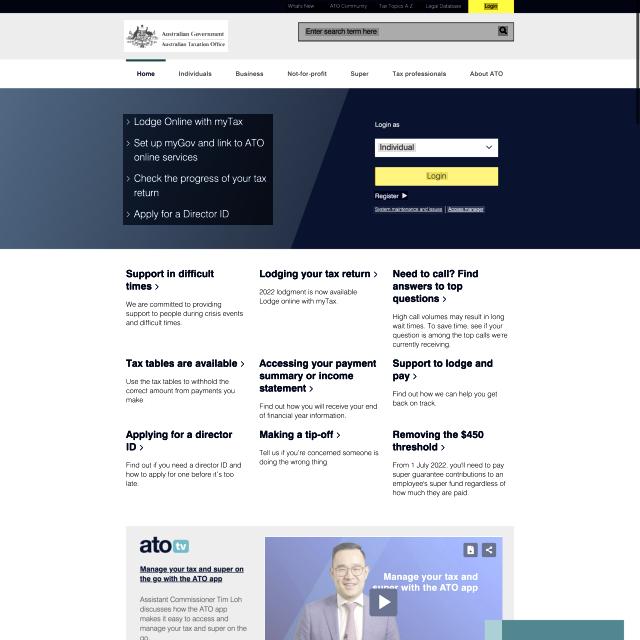 What's New
ATO Community
Tax Topics A-Z
Legal Database
Login
Australian Government
Australian Taxation Office
Enter search term here
Home
Individuals
Business
Not-for-profit
Super
Tax professionals
About ATO
Lodge Online with myTax
Set up myGov and link to ATO
online services
Check the progress of your tax
return
Apply for a Director ID
Login as
Individual
Login
Register
System maintenance and issues | Access manager
Support in difficult
times
We are committed to providing
support to people during crisis events
and difficult times.
Lodging your tax return
2022 lodgment is now available
Lodge online with myTax.
Need to call? Find
answers to top
questions
High call volumes may result in long
wait times. To save time, see if your
question is among the top calls we're
currently receiving.
Tax tables are available
Use the tax tables to withhold the
correct amount from payments you
make
Accessing your payment
summary or income
statement
Find out how you will receive your end
of financial year information.
Support to lodge and
pay
Find out how we can help you get
back on track.
Applying for a director
ID
Find out if you need a director ID and
how to apply for one before it's too
late.
Making a tip-off
Tell us if you're concerned someone is
doing the wrong thing
Removing the $450
threshold
From 1 July 2022, you'll need to pay
super guarantee contributions to an
employee's super fund regardless of
how much they are paid.
ato tv
Manage your tax and super on
the go with the ATO app
Assistant Commissioner Tim Loh
discusses how the ATO app
makes it easy to access and
manage your tax and super on the
go.
Manage your tax and
super with the ATO app